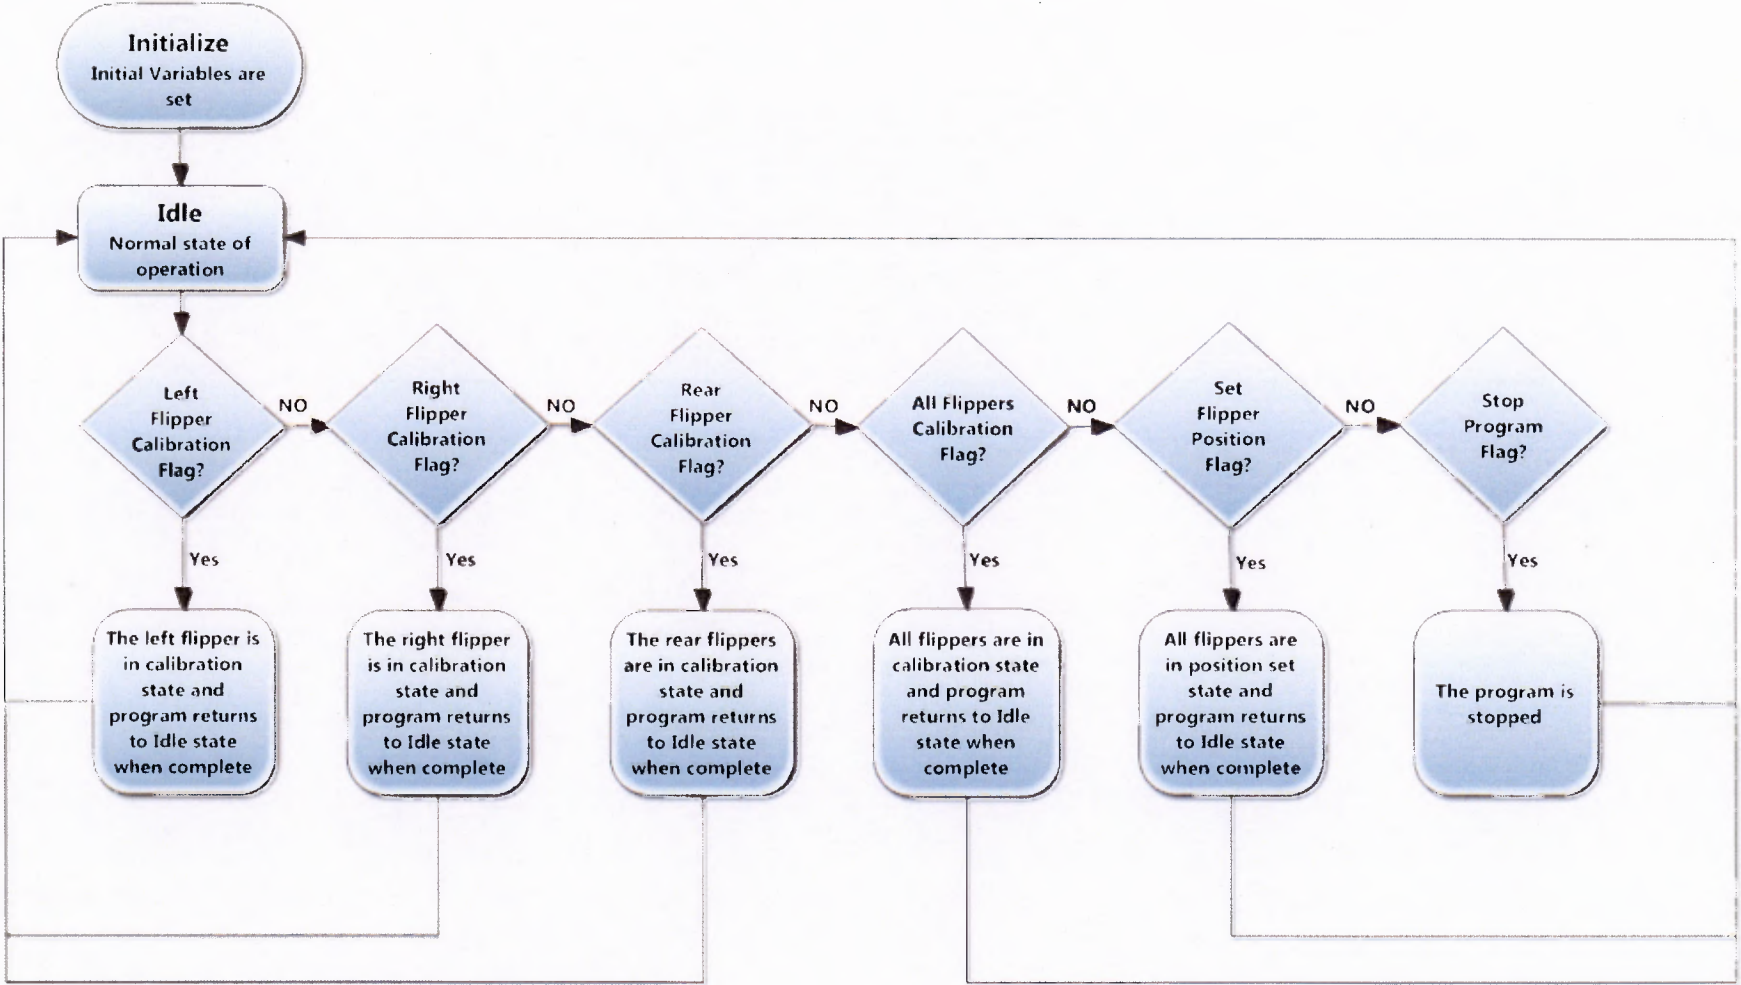 Initialize
Initial Variables are
set
Idle
Normal state of
operation
Left
Flipper
Calibration
Flag?
NO
Right
Flipper
Calibration
Flag?
NO
Rear
Flipper
Calibration
Flag?
NO
All Flippers
Calibration
Flag?
NO
Set
Flipper
Position
Flag?
NO
Stop
Program
Flag?
Yes
Yes
Yes
Yes
Yes
Yes
The left flipper is
in calibration
state and
program returns
to Idle state
when complete
The right flipper
is in calibration
state and
program returns
to Idle state
when complete
The rear flippers
are in calibration
state and
program returns
to Idle state
when complete
All flippers are in
calibration state
and program
returns to Idle
state when
complete
All flippers are
in position set
state and
program returns
to Idle state
when complete
The program is
stopped